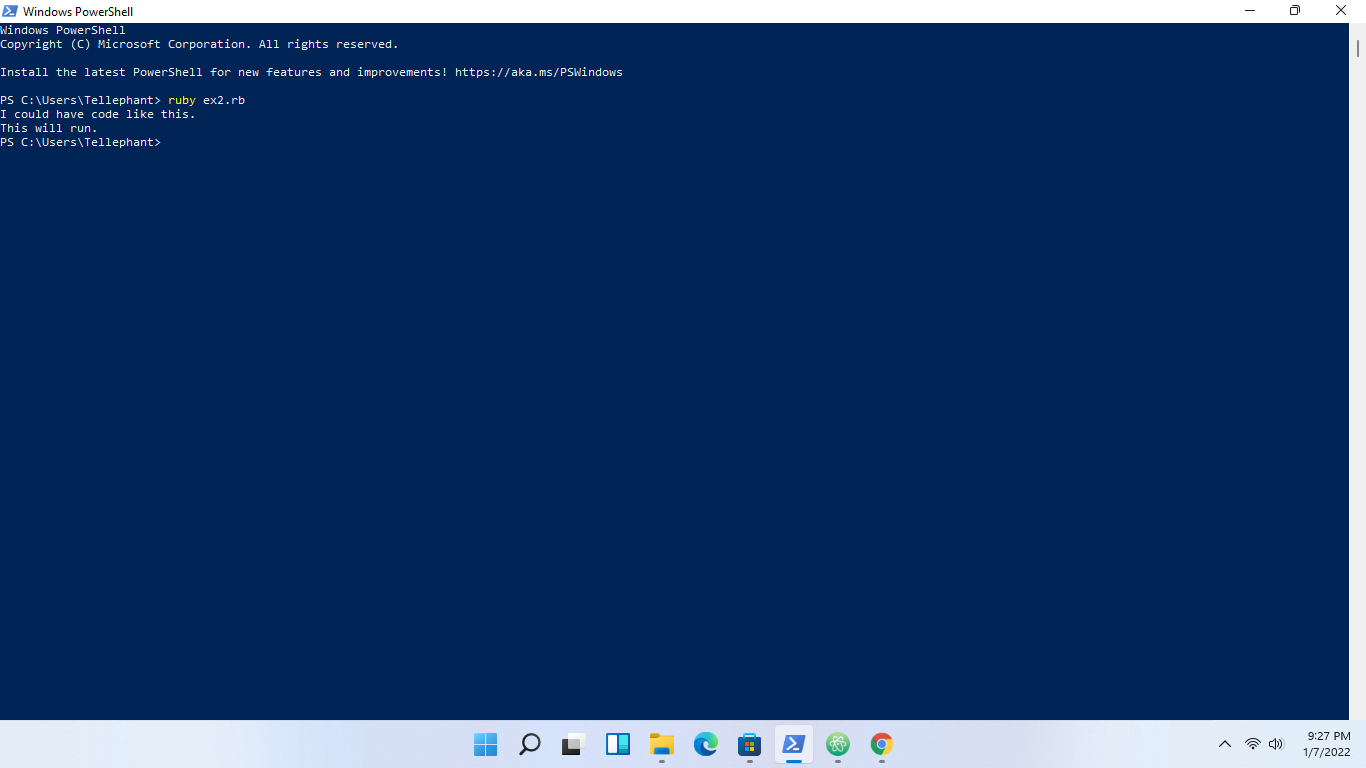 Windows PowerShell
Windows PowerShell
Copyright (C) Microsoft Corporation. All rights reserved.
Install the latest PowerShell for new features and improvements! https://aka.ms/PSWindows
PS C:\Users\Tellephant> ruby ex2.rb
I could have code like this.
This will run.
PS C:\Users\Tellephant>
9:27 PM
1/7/2022